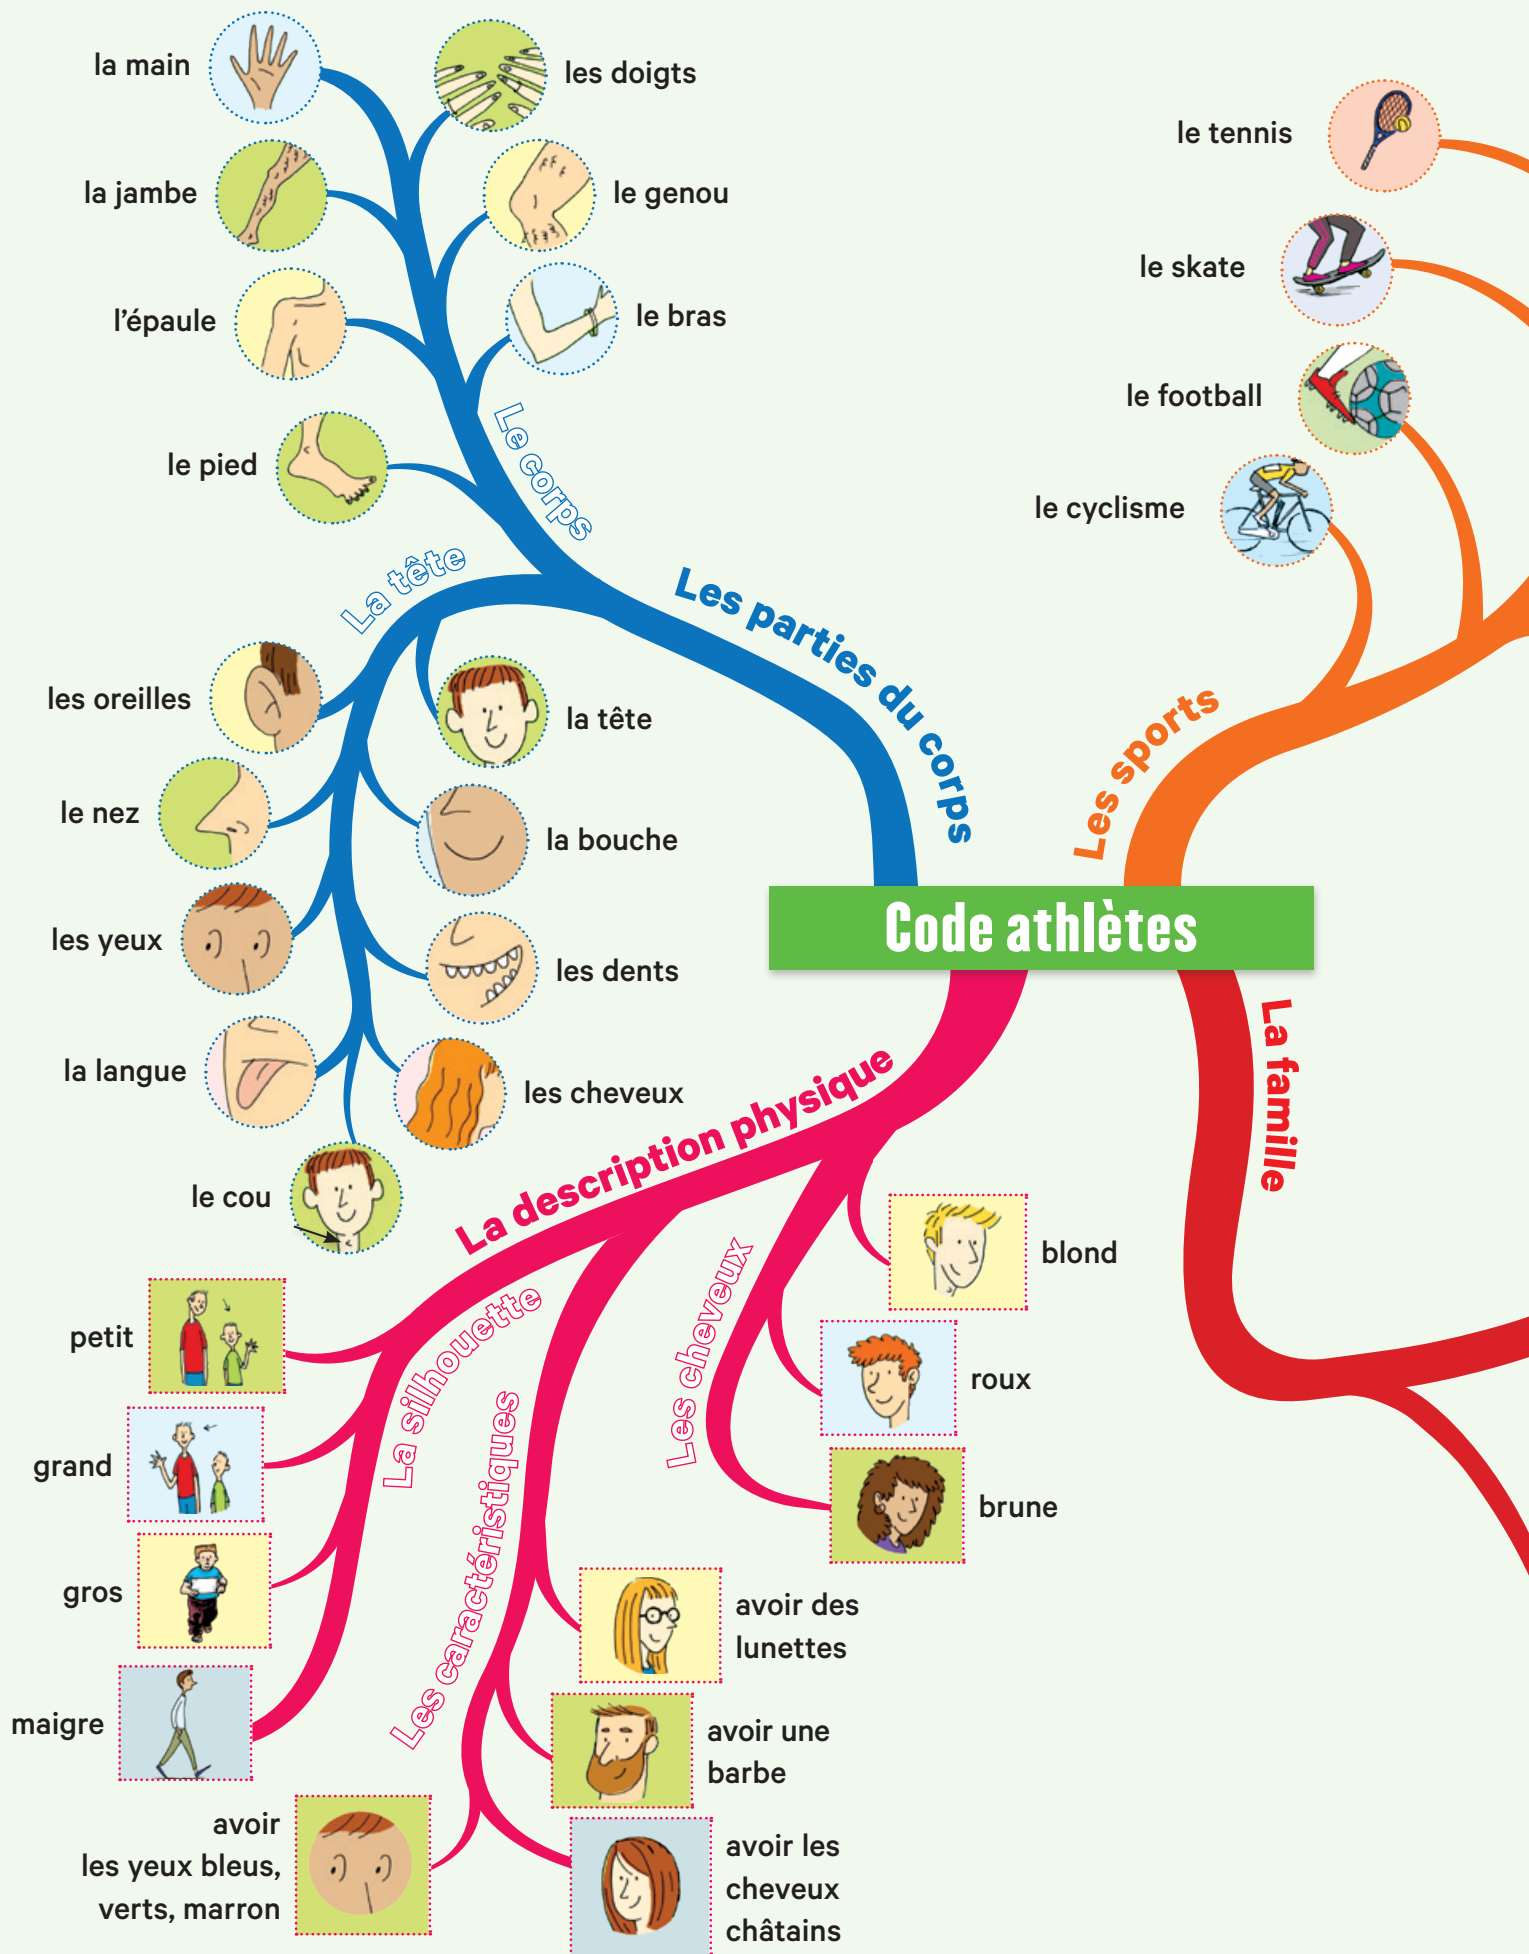 la main
les doigts
la jambe
le genou
l'épaule
le bras
le pied
Le corps
La tête
les oreilles
la tête
le nez
la bouche
les yeux
les dents
la langue
les cheveux
le cou
Les parties du corps
le tennis
le skate
le football
le cyclisme
Les sports
Code athlètes
La famille
La description physique
La silhouette
petit
grand
gros
maigre
Les caractéristiques
avoir des
lunettes
avoir une
barbe
avoir
les yeux bleus,
verts, marron
avoir les
cheveux
châtains
Les cheveux
blond
roux
brune